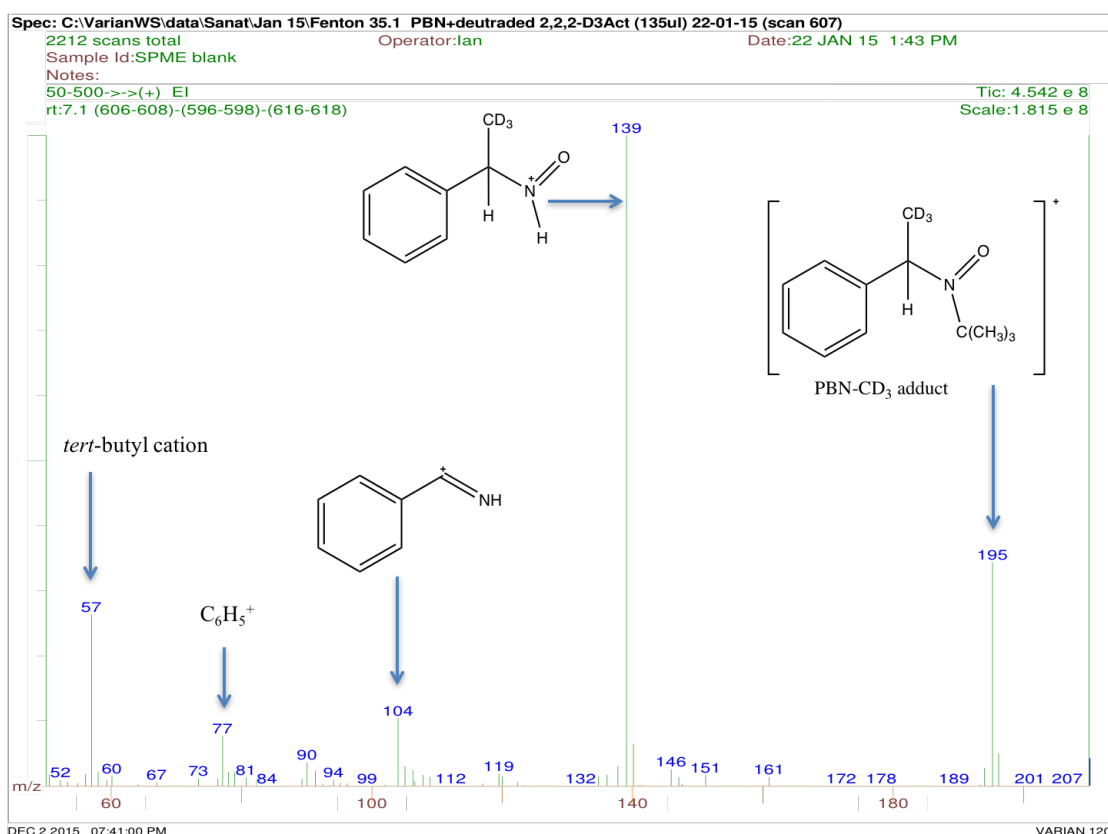 Spec: C:\VarianWS\data\Sanat\Jan 15\Fenton 35.1 PBN+deutraded 2,2,2-D3Act (135ul) 22-01-15 (scan 607)
2212 scans total Operator:Ian Date:22 JAN 15 1:43 PM
Sample Id:SPME blank
Notes:
50-500->->(+) EI Tic: 4.542 e 8
rt:7.1 (606-608)-(596-598)-(616-618) Scale:1.815 e 8
CD3
139
O
N
+
H
H
+
CD3
O
N
H
C(CH3)3
PBN-CD3 adduct
tert-butyl cation
+
NH
195
57
C6H5+
104
77
52 60 67 73 81 84 90 94 99 112 119 132 146 151 161 172 178 189 201 207
m/z
60 100 140 180
DEC 2 2015 07:41:00 PM VARIAN 120